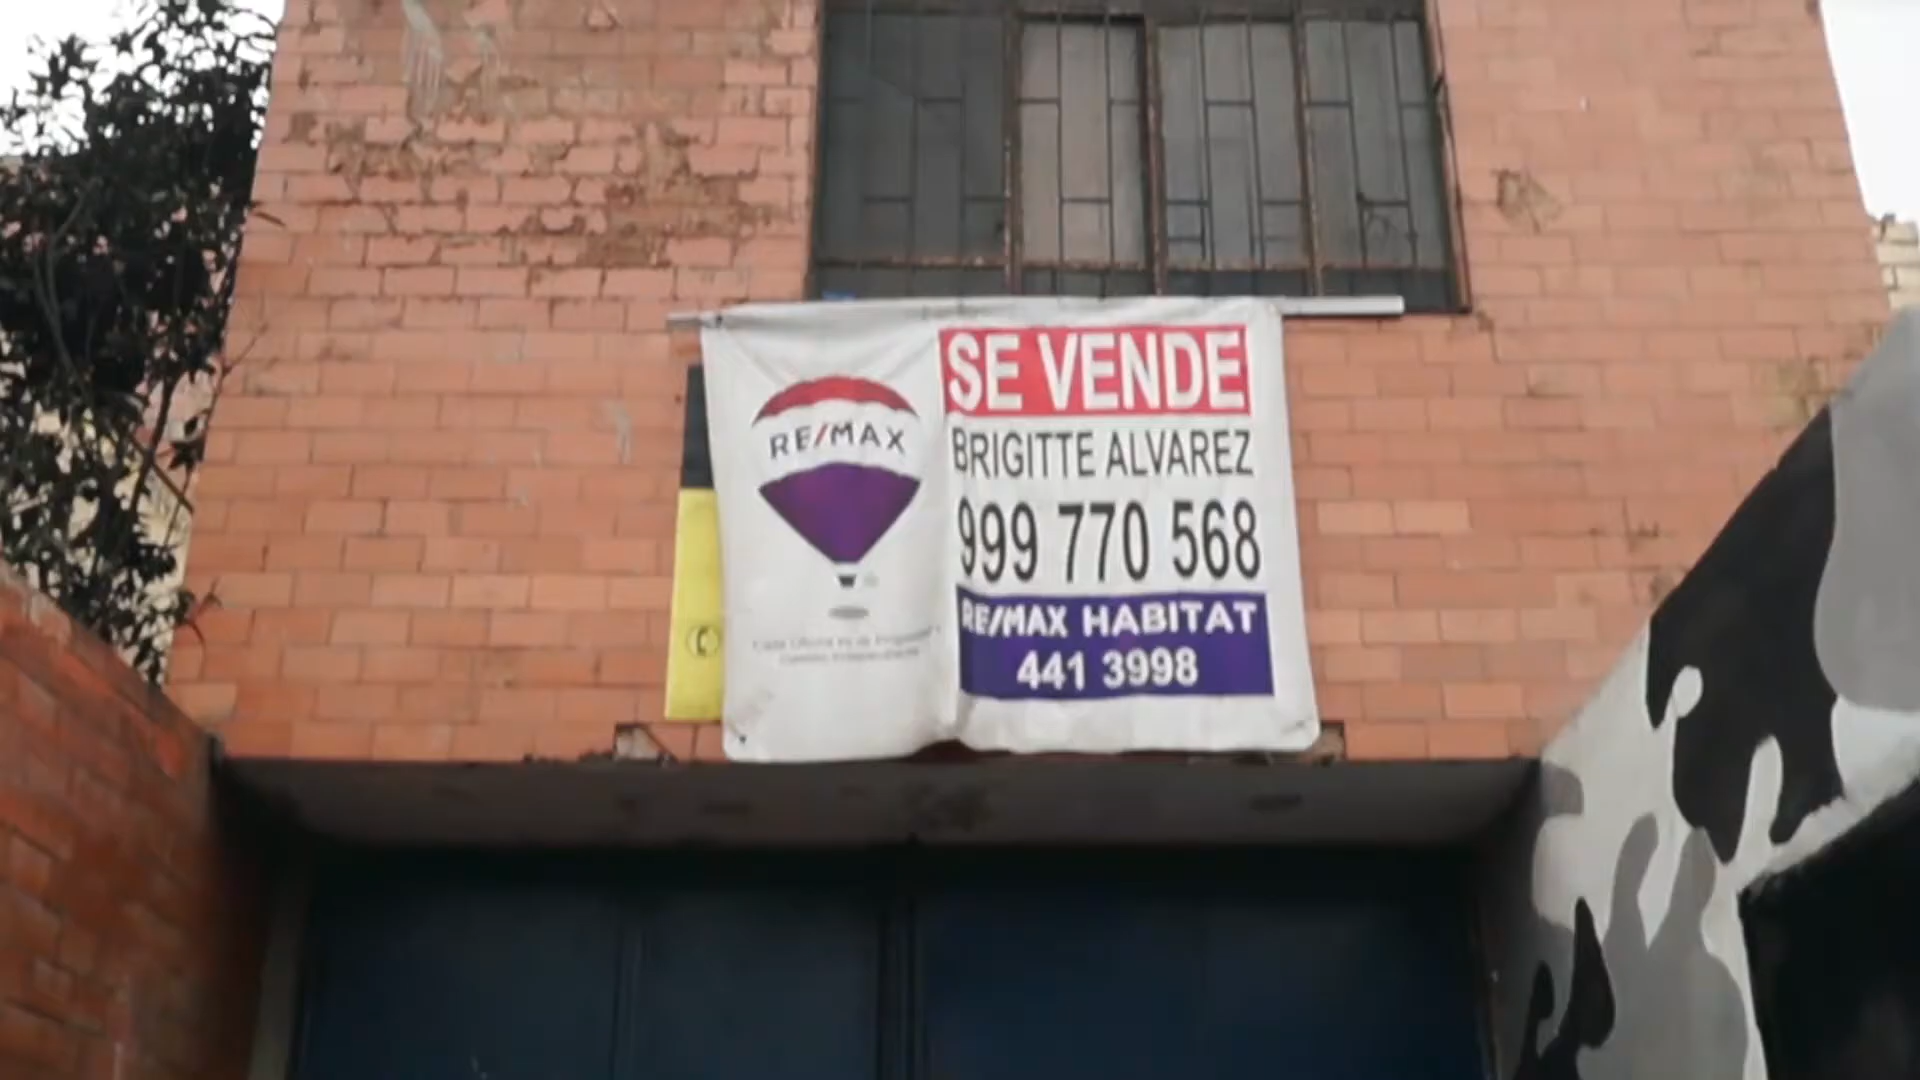 RE/MAX
SE VENDE
BRIGITTE ALVAREZ
999 770 568
RE/MAX HABITAT
441 3998